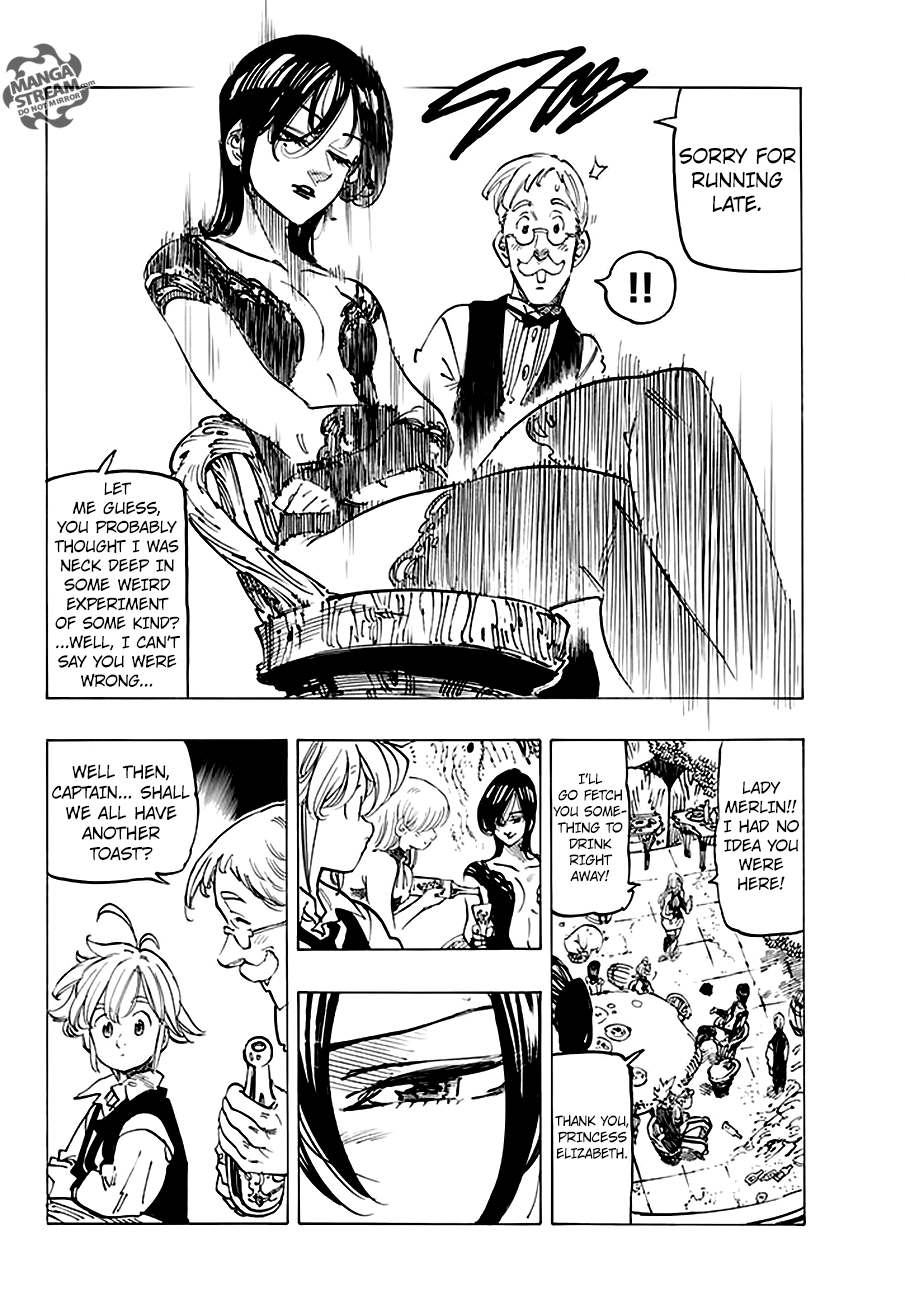 MANGA
STREAM.com
DO NOT MIRROR
SORRY FOR
RUNNING
LATE.
!!
LET
ME GUESS,
YOU PROBABLY
THOUGHT I WAS
NECK DEEP IN
SOME WEIRD
EXPERIMENT
OF SOME KIND?
...WELL, I CAN'T
SAY YOU WERE
WRONG...
LADY
MERLIN!!
I HAD NO
IDEA YOU
WERE
HERE!
I'LL
GO FETCH
YOU SOME-
THING TO
DRINK
RIGHT
AWAY!
THANK YOU,
PRINCESS
ELIZABETH.
WELL THEN,
CAPTAIN... SHALL
WE ALL HAVE
ANOTHER
TOAST?